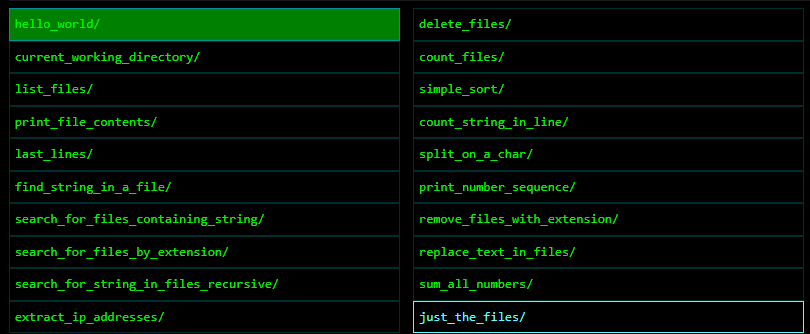 hello_world/
current_working_directory/
list_files/
print_file_contents/
last_lines/
find_string_in_a_file/
search_for_files_containing_string/
search_for_files_by_extension/
search_for_string_in_files_recursive/
extract_ip_addresses/
delete_files/
count_files/
simple_sort/
count_string_in_line/
split_on_a_char/
print_number_sequence/
remove_files_with_extension/
replace_text_in_files/
sum_all_numbers/
just_the_files/